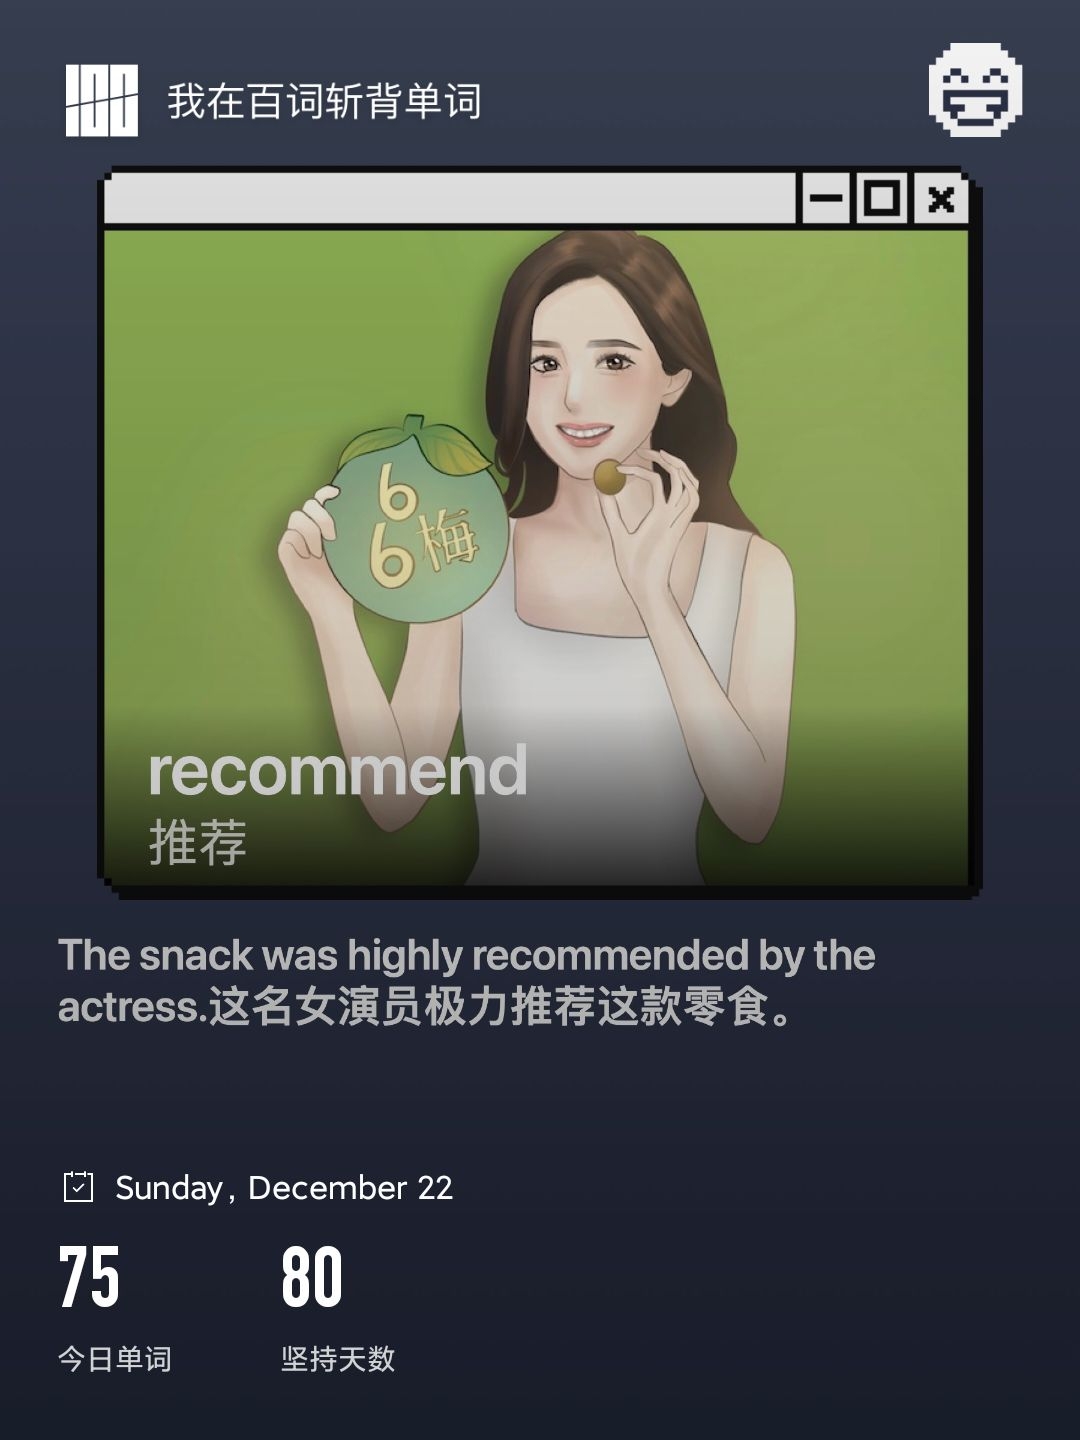 100
我在百词斩背单词
6
6梅
recommend
推荐
The snack was highly recommended by the
actress.这名女演员极力推荐这款零食。
Sunday, December 22
75
80
今日单词
坚持天数